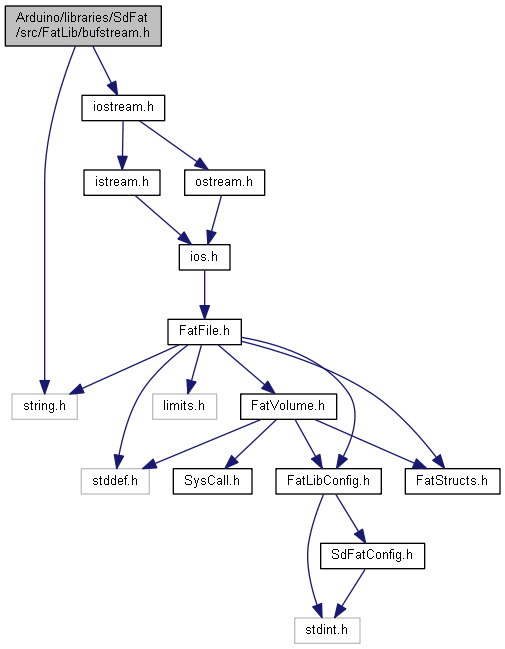 Arduino/libraries/SdFat
/src/FatLib/bufstream.h
iostream.h
istream.h
ostream.h
ios.h
FatFile.h
string.h
limits.h
FatVolume.h
stddef.h
SysCall.h
FatLibConfig.h
FatStructs.h
SdFatConfig.h
stdint.h